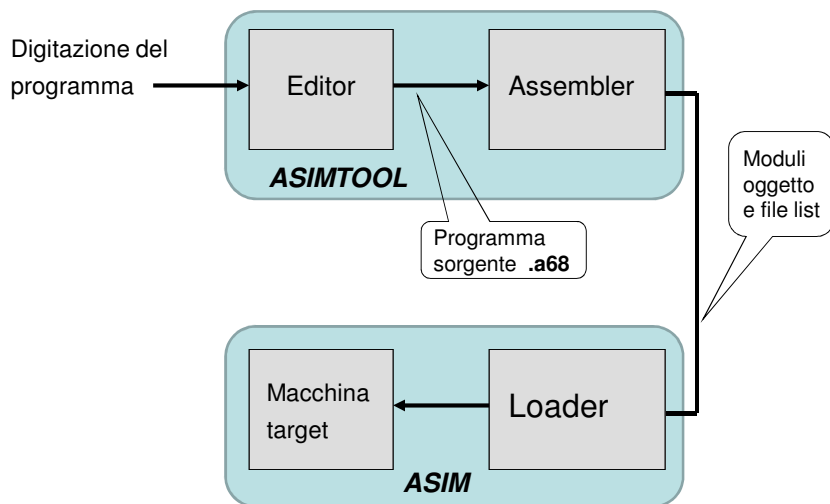 Digitazione del
programma
Editor
Assembler
ASIMTOOL
Moduli
oggetto
e file list
Programma
sorgente .a68
Macchina
target
Loader
ASIM